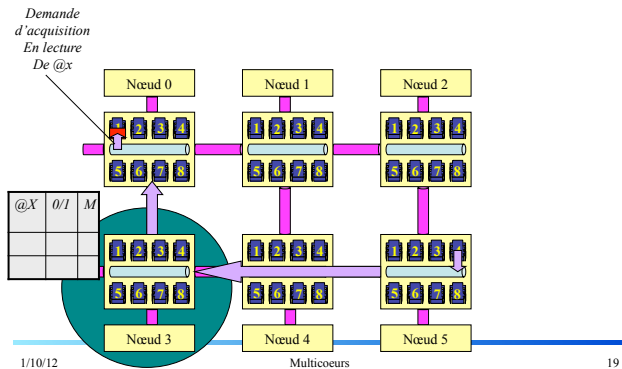 Demande
d'acquisition
En lecture
De @x
Nœud 0
Nœud 1
Nœud 2
1 2 3 4
1 2 3 4
1 2 3 4
5 6 7 8
5 6 7 8
5 6 7 8
@X 0/1 M
1 2 3 4
1 2 3 4
1 2 3 4
5 6 7 8
5 6 7 8
5 6 7 8
Nœud 3
Nœud 4
Nœud 5
1/10/12
Multicoeurs
19